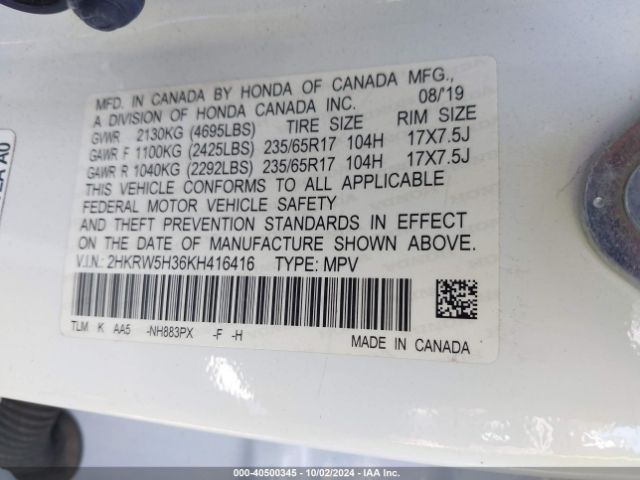 MFD. IN CANADA BY HONDA OF CANADA MFG.,
A DIVISION OF HONDA CANADA INC. 08/'19
GVWR 2130KG (4695LBS) TIRE SIZE RIM SIZE
GAWR F 1100KG (2425LBS) 235/65R17 104H 17X7.5J
GAWR R 1040KG (2292LBS) 235/65R17 104H 17X7.5J
THIS VEHICLE CONFORMS TO ALL APPLICABLE
FEDERAL MOTOR VEHICLE SAFETY
AND THEFT PREVENTION STANDARDS IN EFFECT
ON THE DATE OF MANUFACTURE SHOWN ABOVE.
V.I.N.: 2HKRW5H36KH416416 TYPE: MPV
TLM K AA5 -NH883PX -F -H
MADE IN CANADA
000-40500345 - 10/02/2024 - IAA Inc.